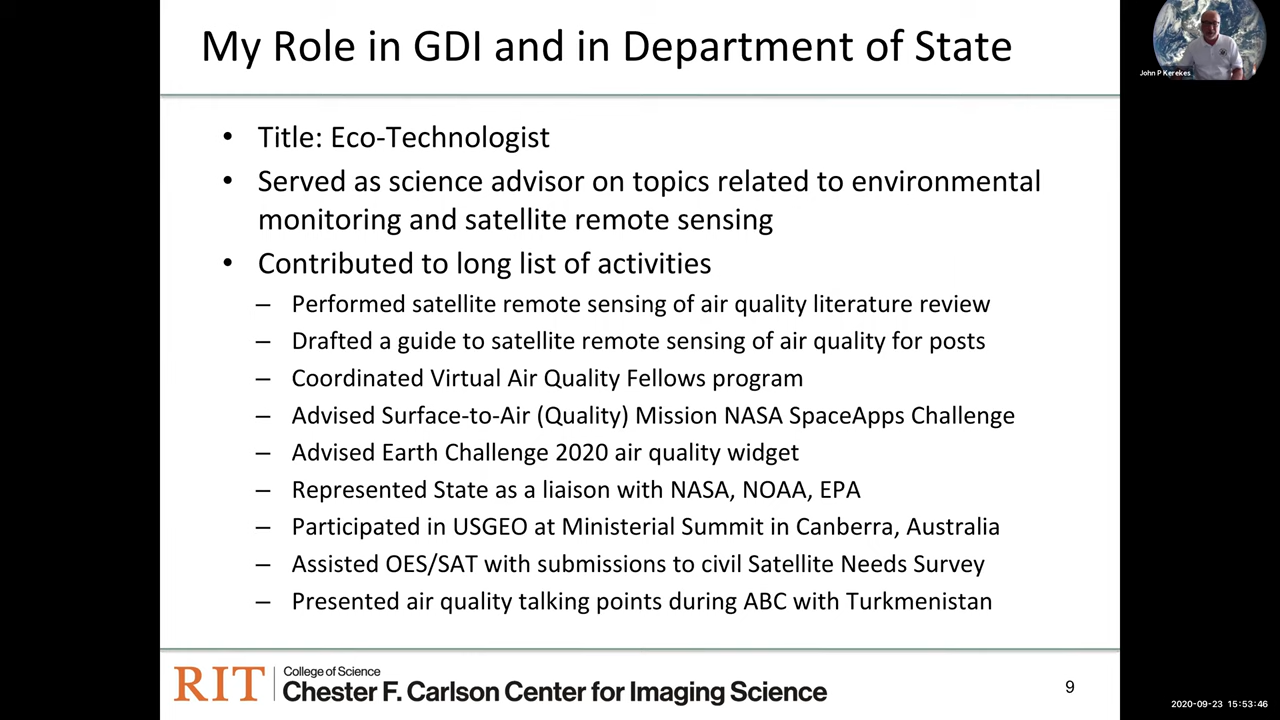 My Role in GDI and in Department of State
John P Kerekes
• Title: Eco-Technologist
• Served as science advisor on topics related to environmental
monitoring and satellite remote sensing
• Contributed to long list of activities
– Performed satellite remote sensing of air quality literature review
– Drafted a guide to satellite remote sensing of air quality for posts
– Coordinated Virtual Air Quality Fellows program
– Advised Surface-to-Air (Quality) Mission NASA SpaceApps Challenge
– Advised Earth Challenge 2020 air quality widget
– Represented State as a liaison with NASA, NOAA, EPA
– Participated in USGEO at Ministerial Summit in Canberra, Australia
– Assisted OES/SAT with submissions to civil Satellite Needs Survey
– Presented air quality talking points during ABC with Turkmenistan
RIT
College of Science
Chester F. Carlson Center for Imaging Science
9
2020-09-23 15:53:46